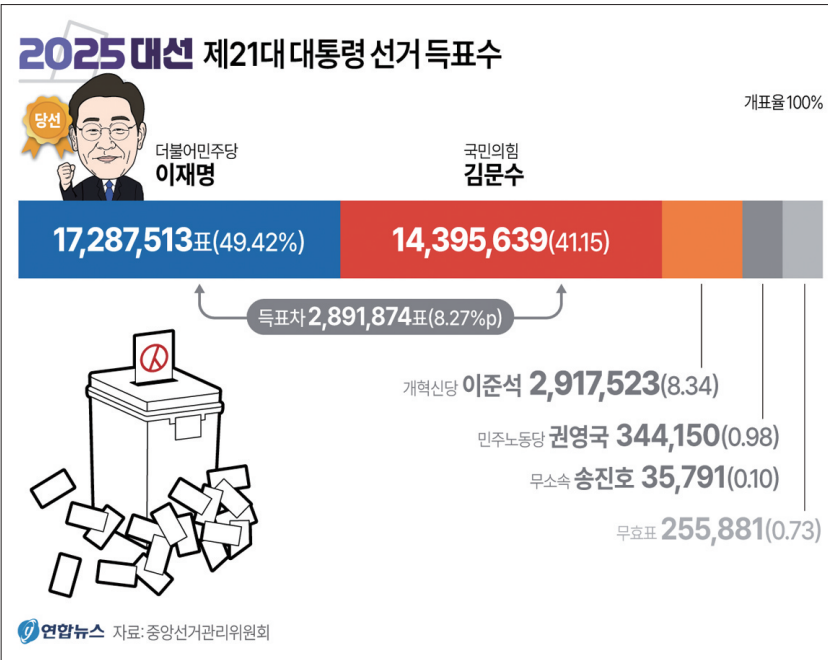 2025 대선 제21대 대통령 선거 득표수
개표율 100%
당선
더불어민주당
이재명
국민의힘
김문수
17,287,513표(49.42%)
14,395,639(41.15)
득표차 2,891,874표(8.27%p)
개혁신당 이준석 2,917,523(8.34)
민주노동당 권영국 344,150(0.98)
무소속 송진호 35,791(0.10)
무효표 255,881(0.73)
연합뉴스 자료:중앙선거관리위원회